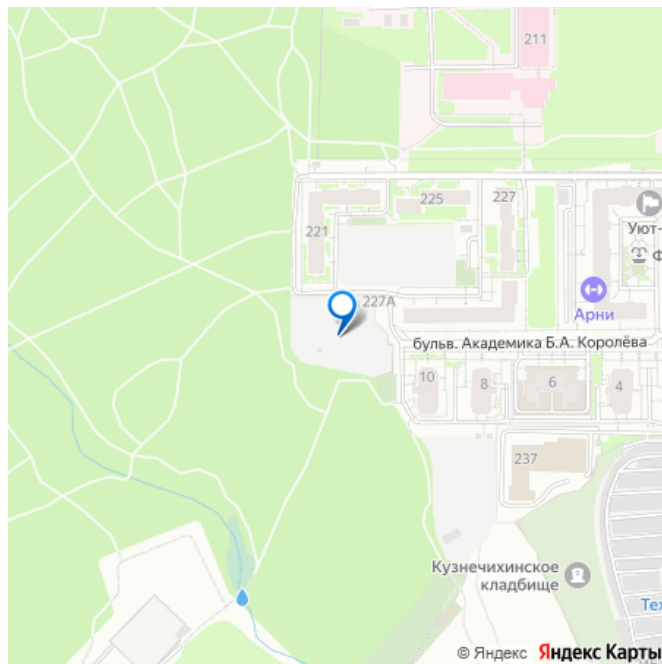 211
225
227
221
Уют-
Ф
227А
Арни
бульв. Академика Б.А. Королёва
10
8
6
4
237
Кузнечихинское
кладбище
Тех
© Яндекс Яндекс Карты